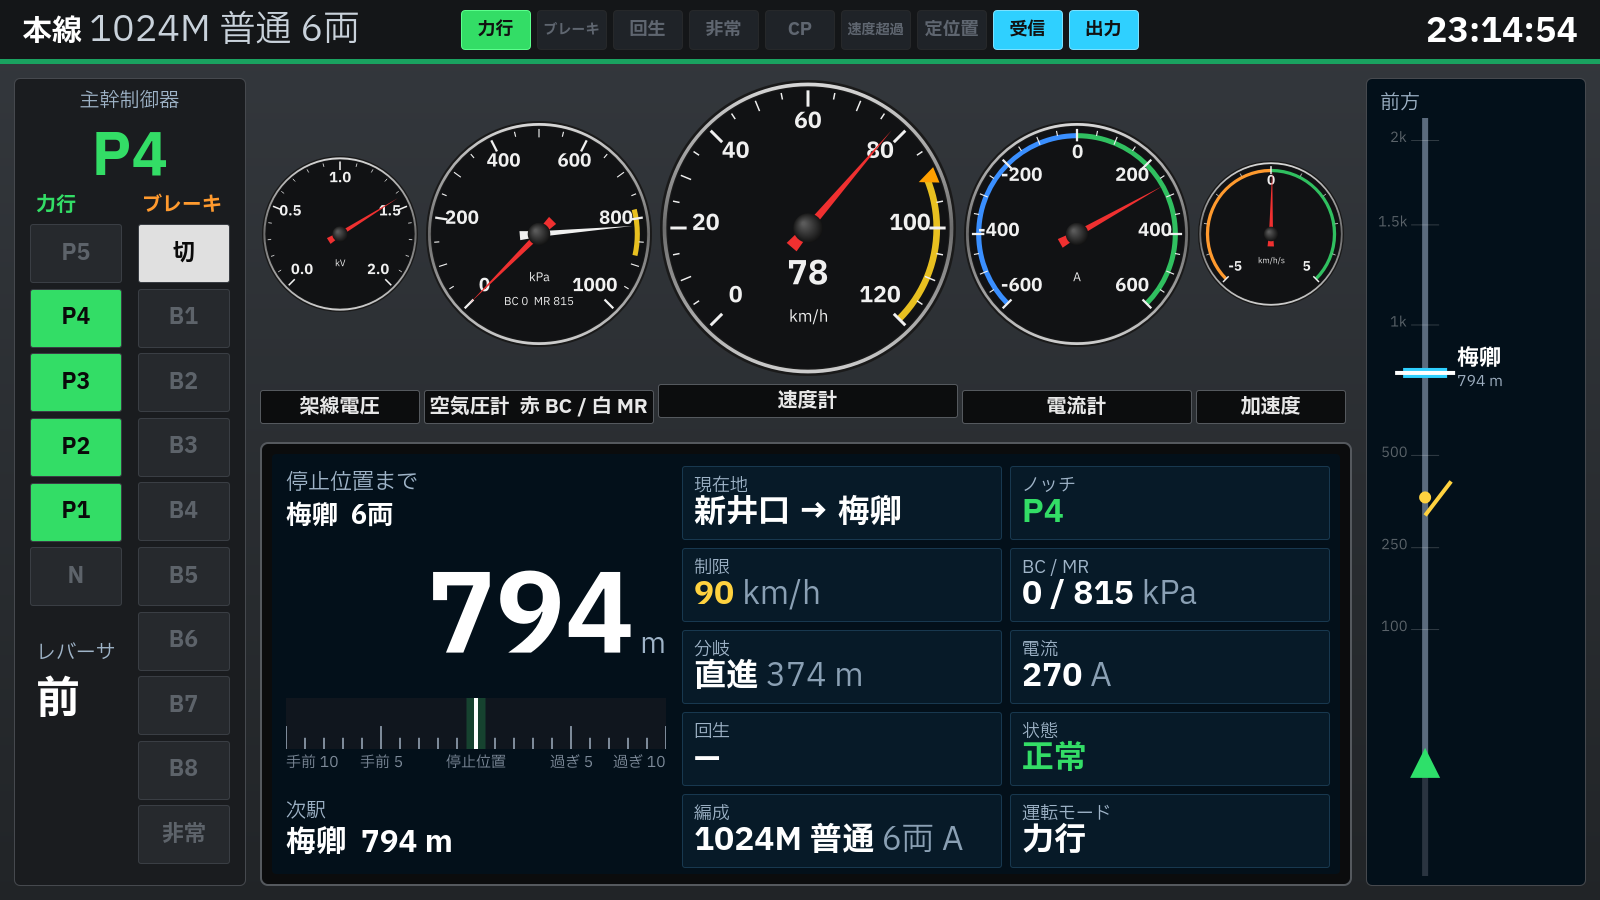 本線 1024M 普通 6両
力行 ブレーキ 回生 非常 CP 速度超過 定位置 受信 出力
23:14:54
主幹制御器
P4
力行 ブレーキ
P5 切
P4 B1
P3 B2
P2 B3
P1 B4
N B5
B6
B7
B8
非常
レバーサ
前
0.0 0.5 1.0 1.5 2.0
kV
0 200 400 600 800 1000
kPa
BC 0 MR 815
0 20 40 60 80 100 120
78
km/h
-600 -400 -200 0 200 400 600
A
-5 0 5
km/h/s
架線電圧
空気圧計 赤 BC / 白 MR
速度計
電流計
加速度
停止位置まで
梅郷 6両
794 m
手前 10 手前 5 停止位置 過ぎ 5 過ぎ 10
次駅
梅郷 794 m
現在地
新井口 → 梅郷
ノッチ
P4
制限
90 km/h
BC / MR
0 / 815 kPa
分岐
直進 374 m
電流
270 A
回生
—
状態
正常
編成
1024M 普通 6両 A
運転モード
力行
前方
2k
1.5k
1k
梅郷
794 m
500
250
100